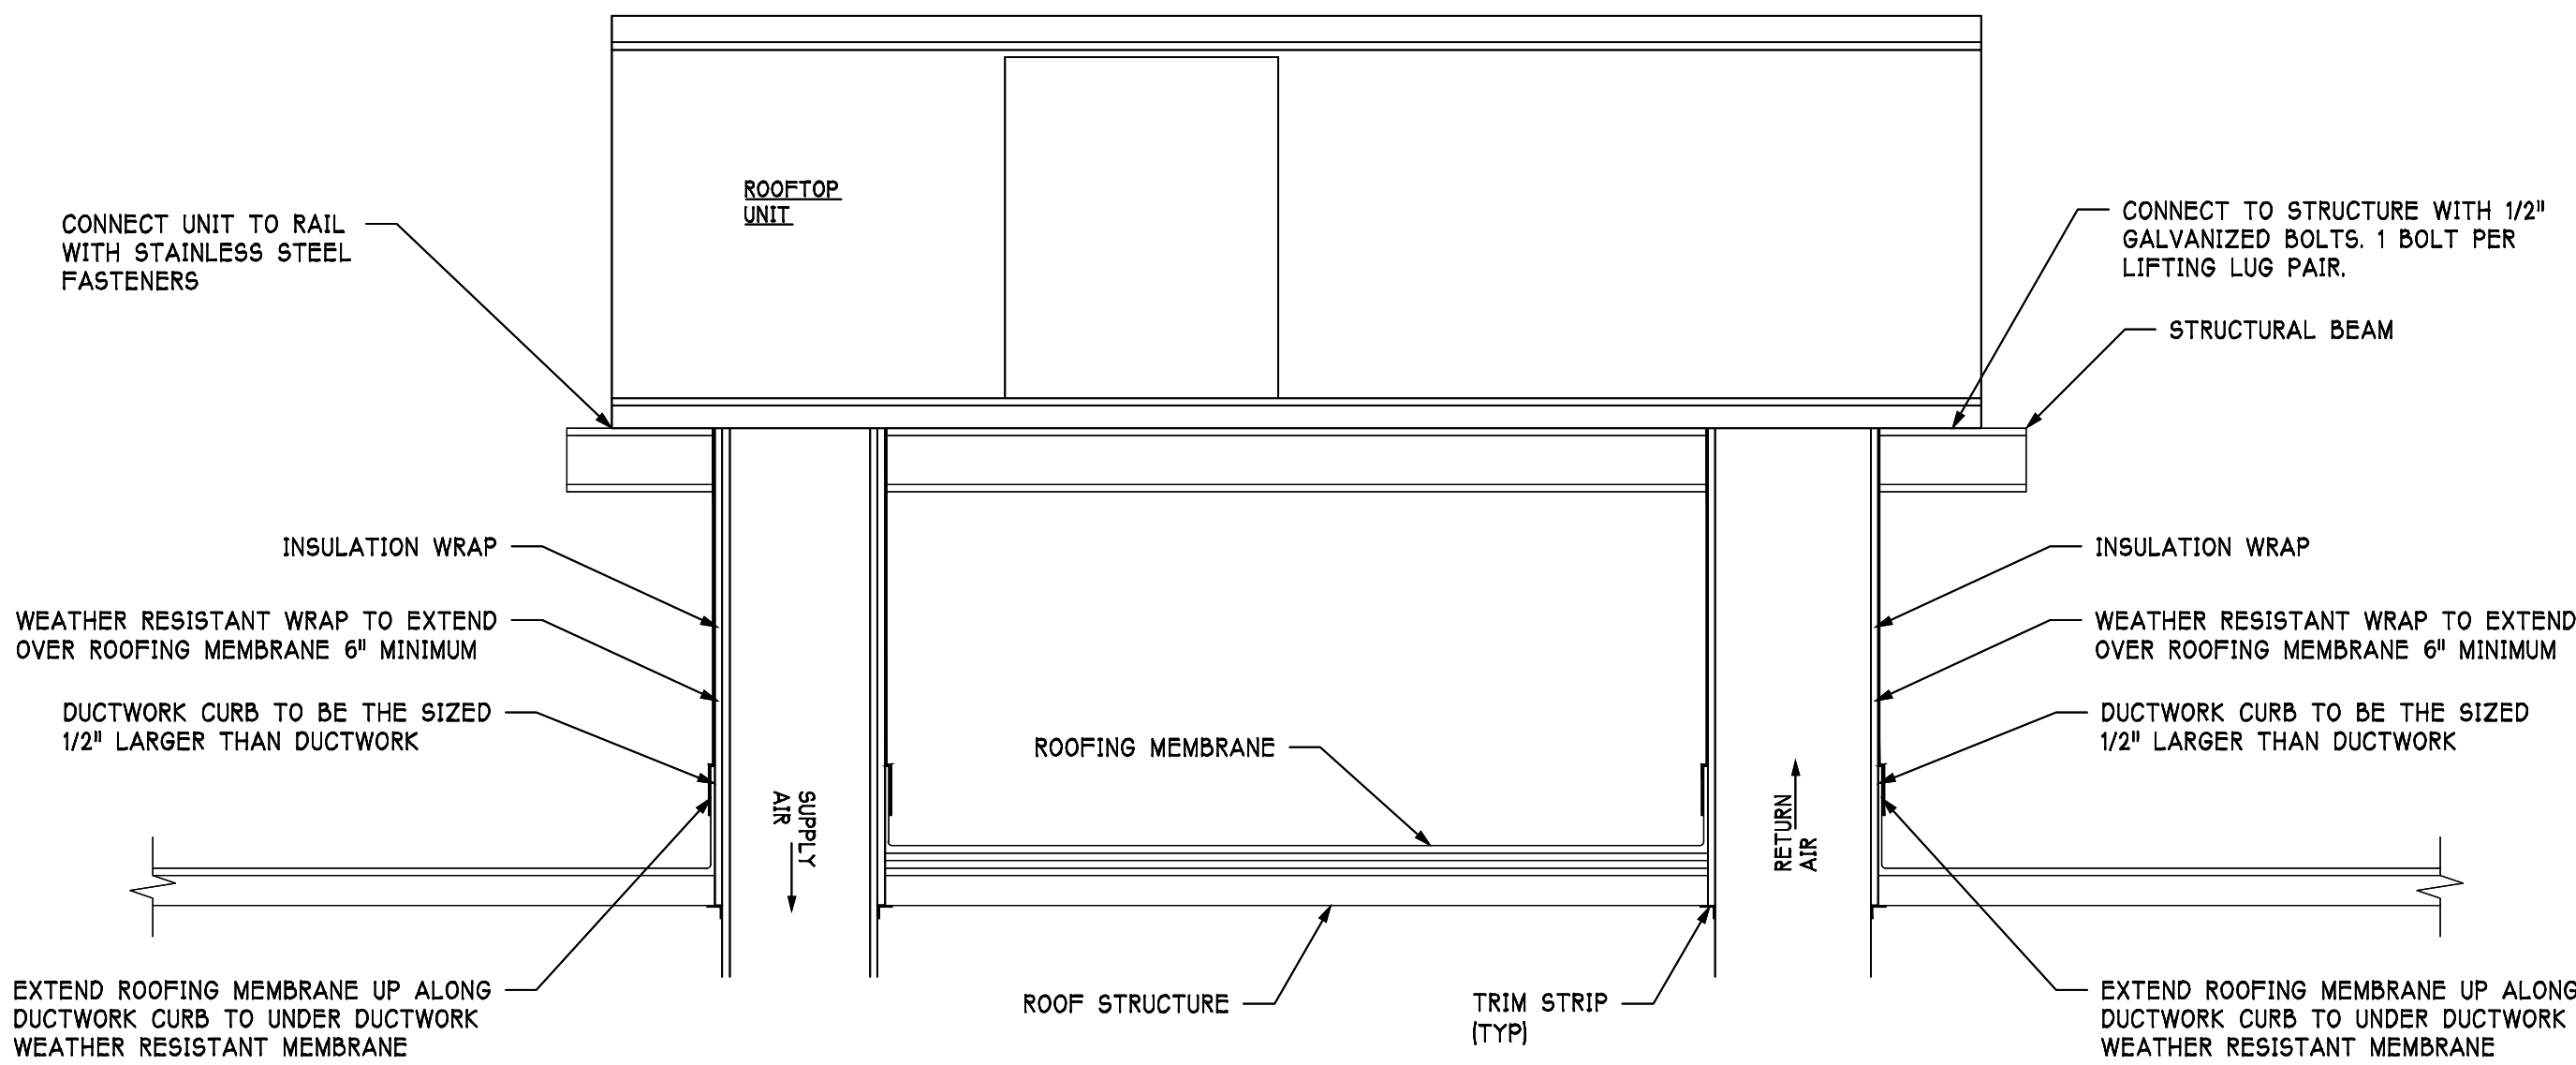 ROOFTOP
UNIT
CONNECT UNIT TO RAIL
WITH STAINLESS STEEL
FASTENERS
CONNECT TO STRUCTURE WITH 1/2"
GALVANIZED BOLTS. 1 BOLT PER
LIFTING LUG PAIR.
STRUCTURAL BEAM
INSULATION WRAP
WEATHER RESISTANT WRAP TO EXTEND
OVER ROOFING MEMBRANE 6" MINIMUM
DUCTWORK CURB TO BE THE SIZED
1/2" LARGER THAN DUCTWORK
ROOFING MEMBRANE
INSULATION WRAP
WEATHER RESISTANT WRAP TO EXTEND
OVER ROOFING MEMBRANE 6" MINIMUM
DUCTWORK CURB TO BE THE SIZED
1/2" LARGER THAN DUCTWORK
SUPPLY
AIR
RETURN
AIR
EXTEND ROOFING MEMBRANE UP ALONG
DUCTWORK CURB TO UNDER DUCTWORK
WEATHER RESISTANT MEMBRANE
ROOF STRUCTURE
TRIM STRIP
(TYP)
EXTEND ROOFING MEMBRANE UP ALONG
DUCTWORK CURB TO UNDER DUCTWORK
WEATHER RESISTANT MEMBRANE